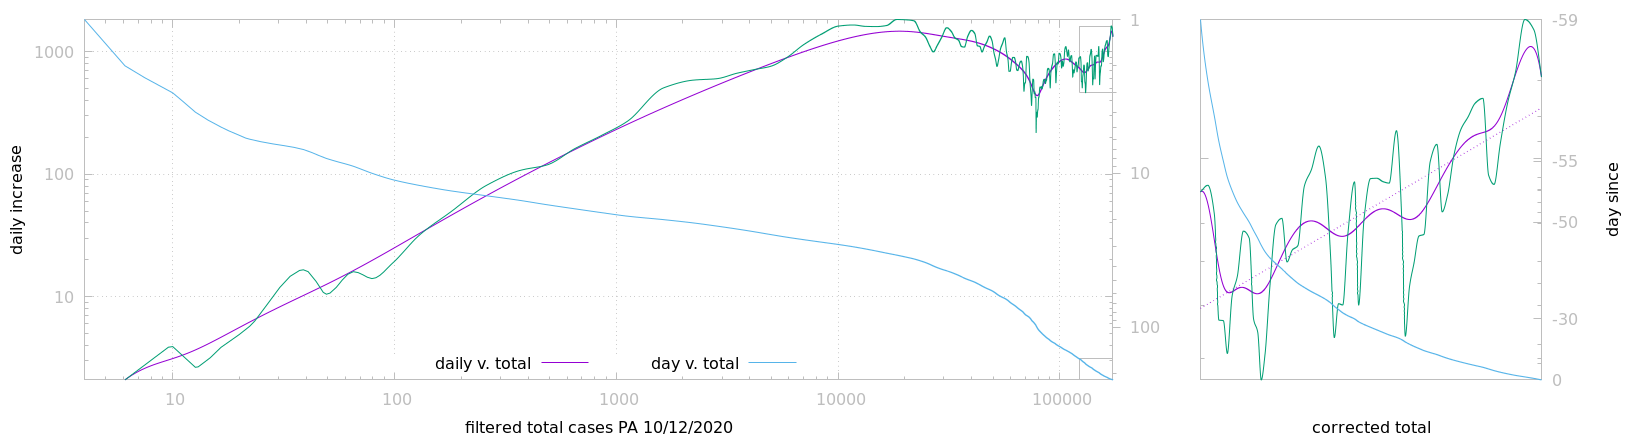 1000
100
10
daily increase
10
100
1000
10000
100000
filtered total cases PA 10/12/2020
daily v. total
day v. total
1
10
100
-59
-55
-50
-30
0
day since
corrected total